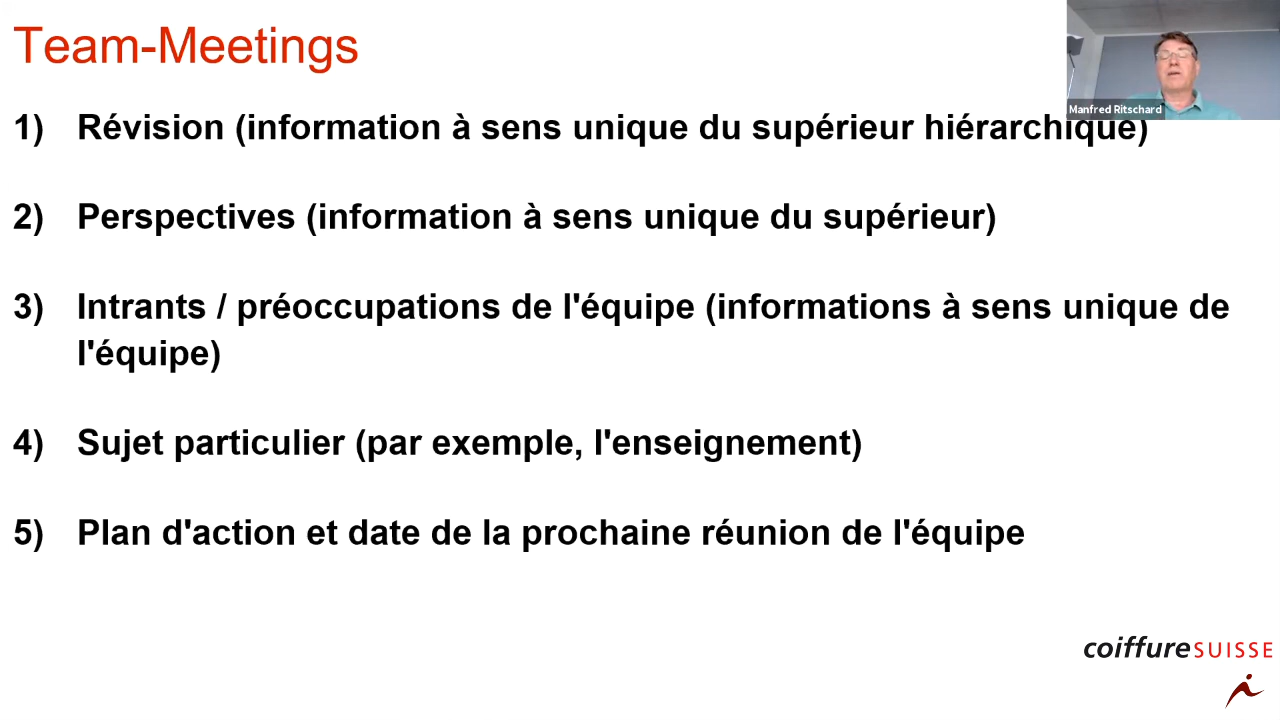 Team-Meetings
Manfred Ritschard
1) Révision (information à sens unique du supérieur hiérarchique)
2) Perspectives (information à sens unique du supérieur)
3) Intrants / préoccupations de l'équipe (informations à sens unique de
l'équipe)
4) Sujet particulier (par exemple, l'enseignement)
5) Plan d'action et date de la prochaine réunion de l'équipe
coiffureSUISSE